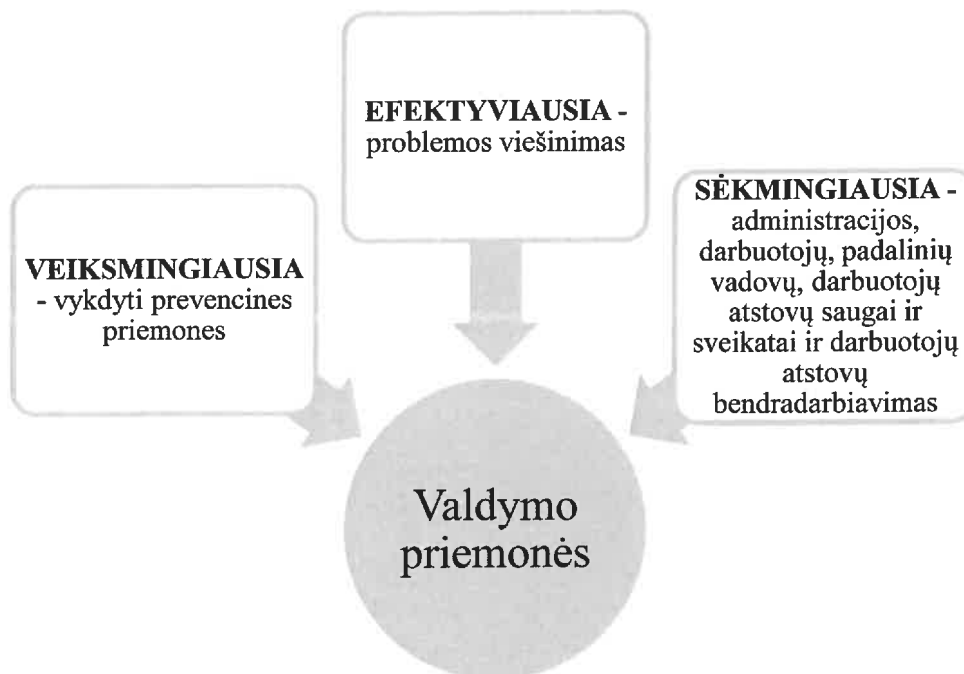 VEIKSMINGIAUSIA
- vykdyti prevencines
priemones
EFEKTYVIAUSIA -
problemos viešinimas
SĖKMINGIAUSIA -
administracijos,
darbuotojų, padalinių
vadovų, darbuotojų
atstovų saugai ir
sveikatai ir darbuotojų
atstovų
bendradarbiavimas
Valdymo
priemonės